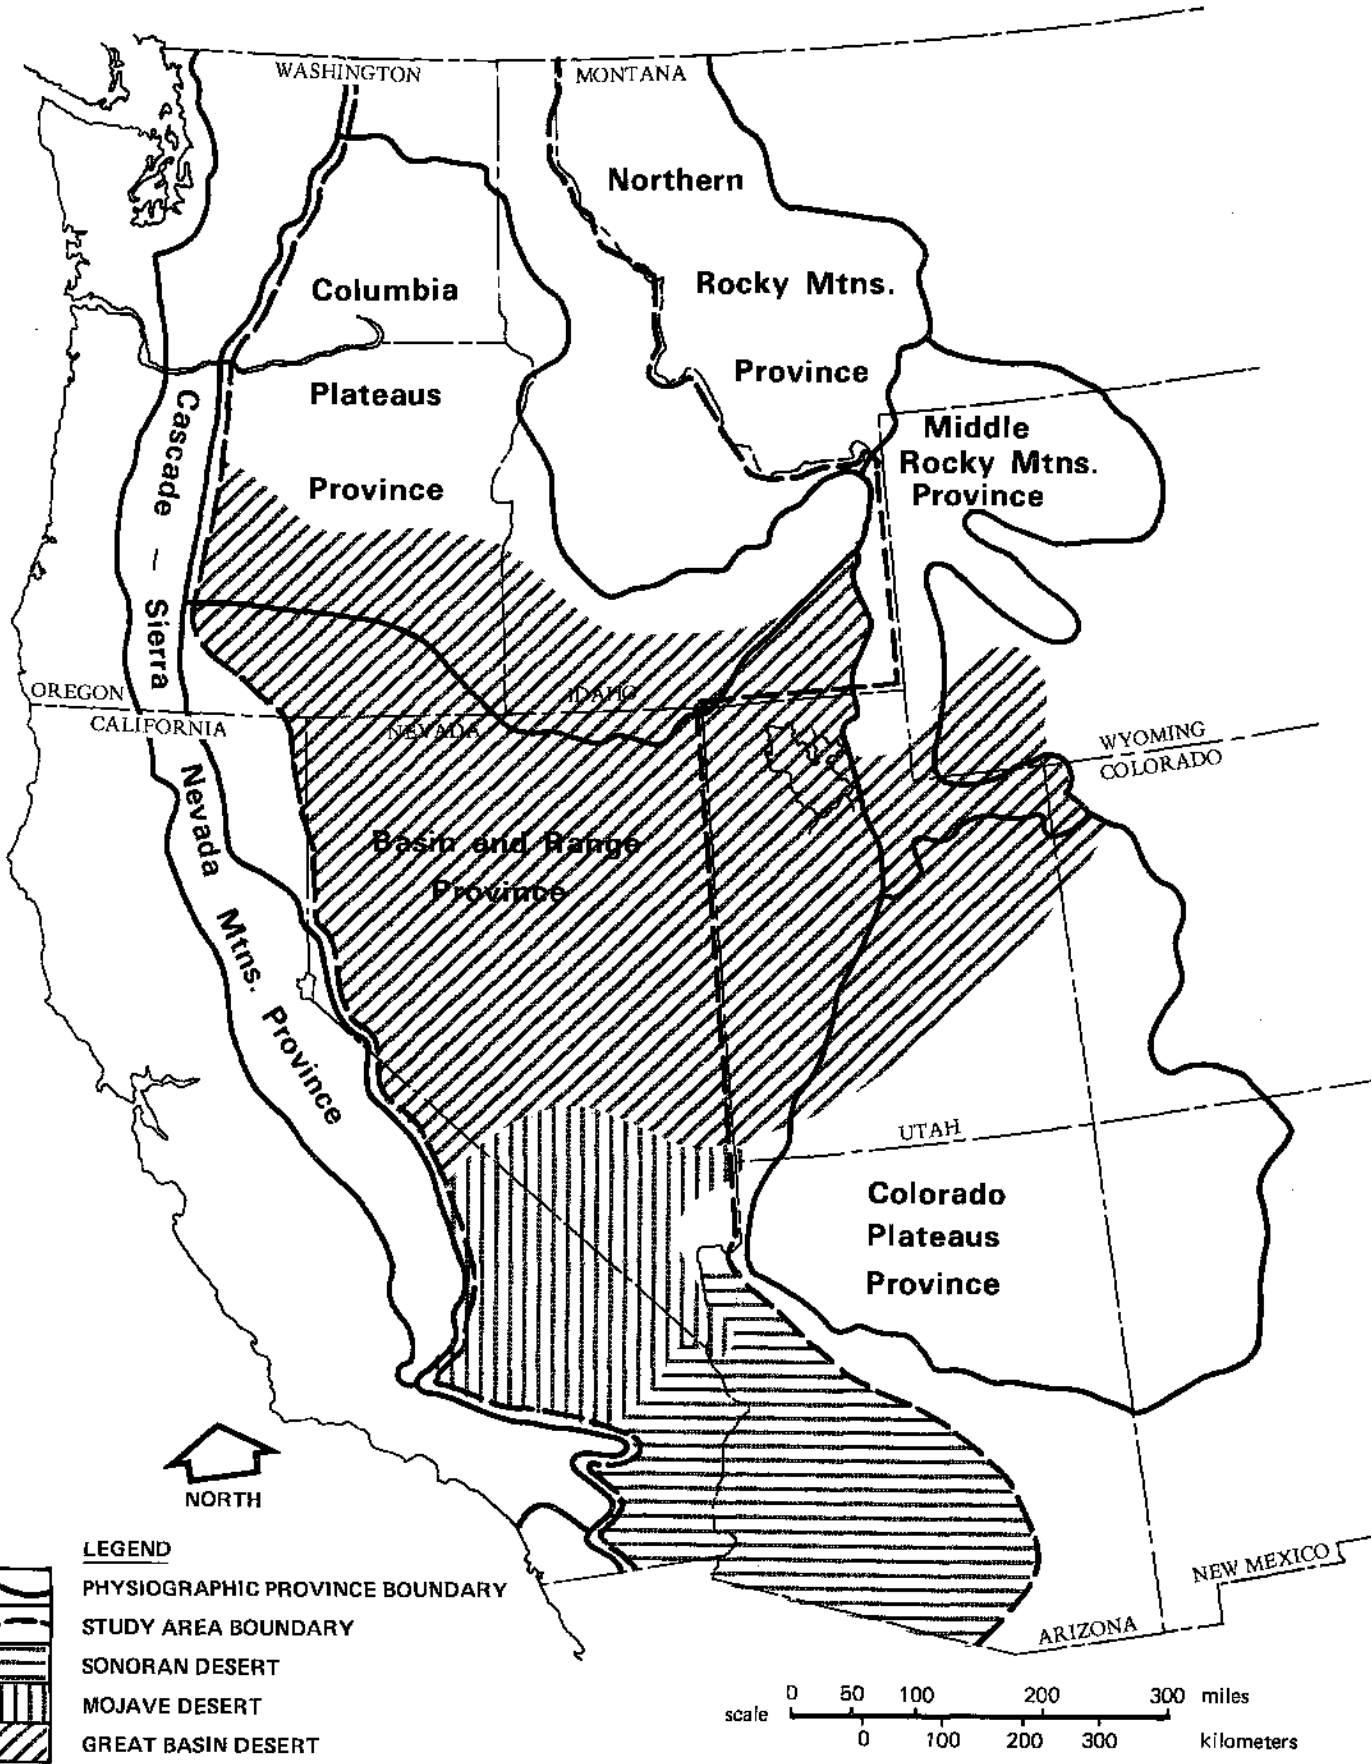 WASHINGTON
MONTANA
Northern
Rocky Mtns.
Province
Columbia
Plateaus
Province
Middle
Rocky Mtns.
Province
Cascade — Sierra
Nevada Mtns. Province
OREGON
CALIFORNIA
IDAHO
NEVADA
WYOMING
COLORADO
Basin and Range
Province
UTAH
Colorado
Plateaus
Province
NEW MEXICO
ARIZONA
NORTH
LEGEND
PHYSIOGRAPHIC PROVINCE BOUNDARY
STUDY AREA BOUNDARY
SONORAN DESERT
MOJAVE DESERT
GREAT BASIN DESERT
0 50 100 200 300 miles
scale
0 100 200 300 kilometers